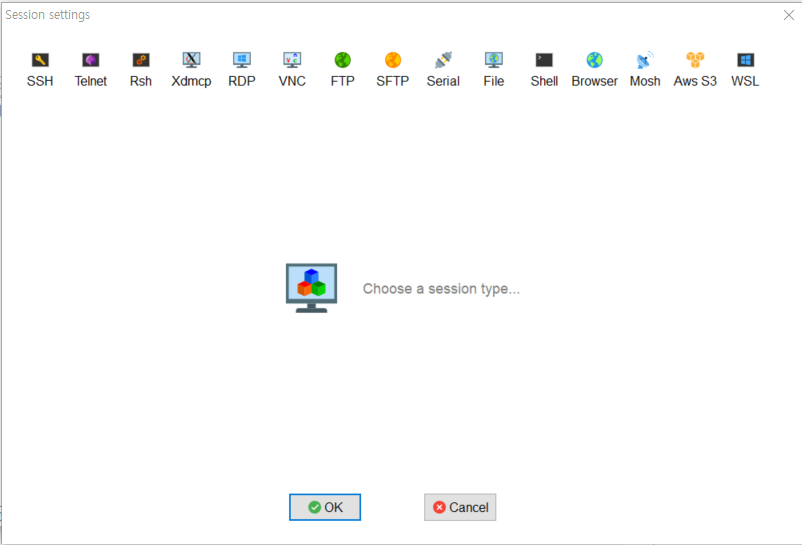 Session settings
SSH Telnet Rsh Xdmcp RDP VNC FTP SFTP Serial File Shell Browser Mosh Aws S3 WSL
Choose a session type...
OK Cancel